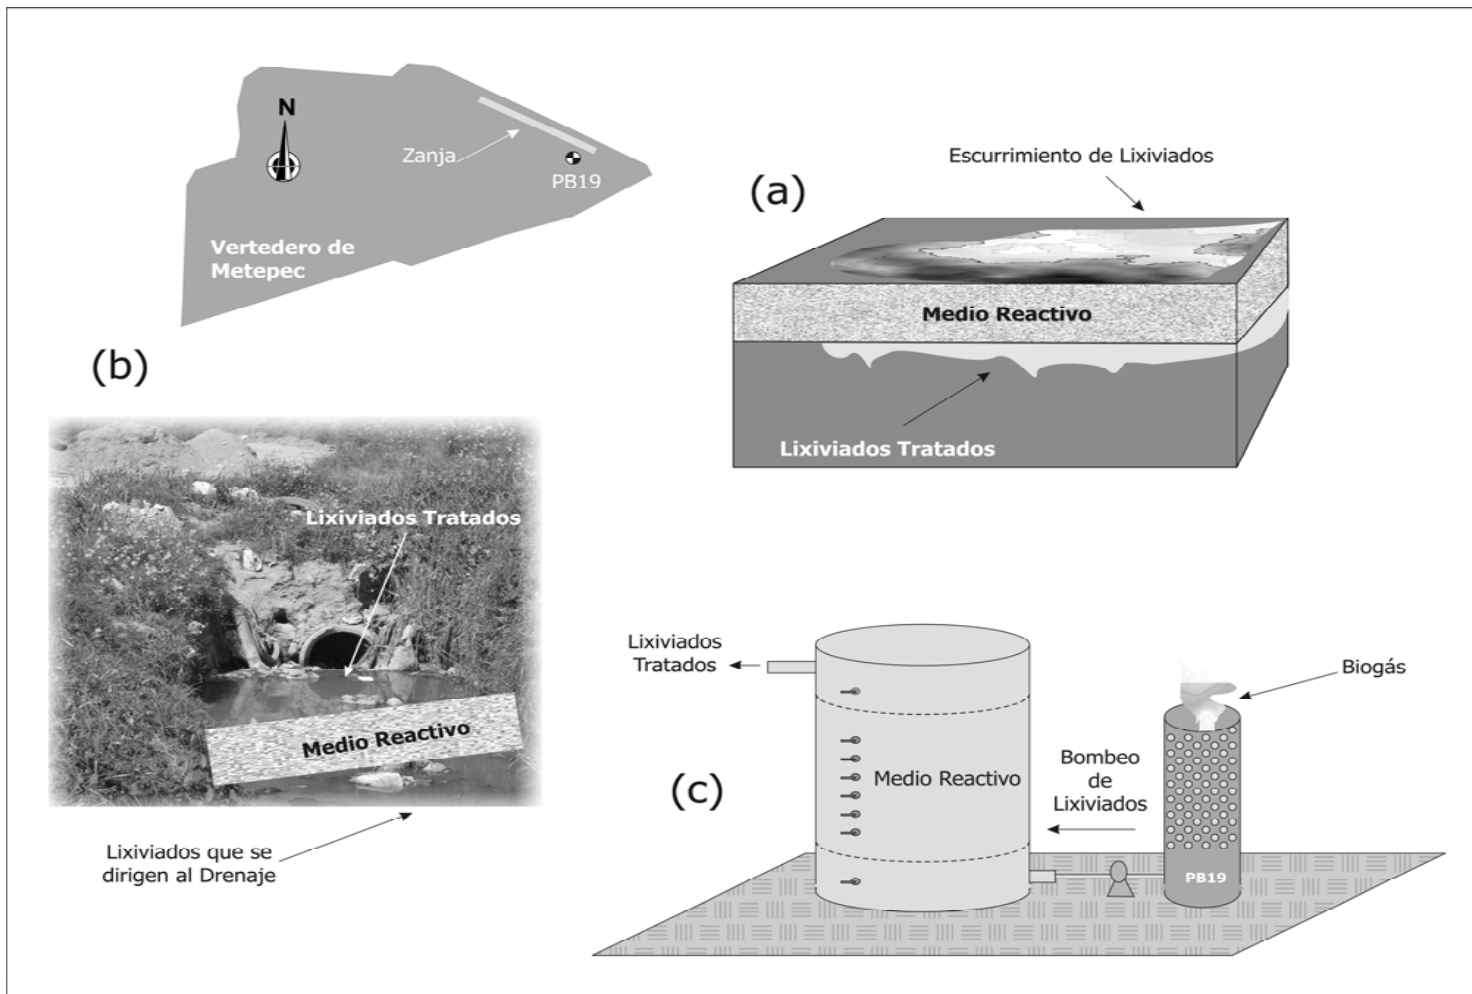 N
Zanja
PB19
Vertedero de
Metepec
(a)
Escurrimiento de Lixiviados
Medio Reactivo
Lixiviados Tratados
(b)
Lixiviados Tratados
Medio Reactivo
Lixiviados que se
dirigen al Drenaje
(c)
Lixiviados
Tratados
Medio Reactivo
Bombeo
de
Lixiviados
Biogás
PB19